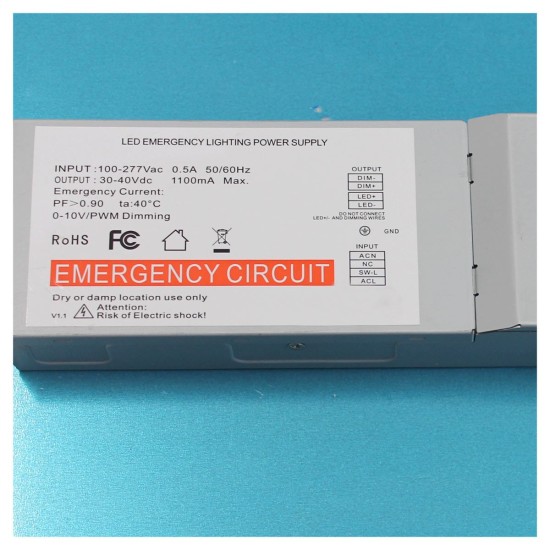 LED EMERGENCY LIGHTING POWER SUPPLY
INPUT :100-277Vac 0.5A 50/60Hz
OUTPUT : 30-40Vdc 1100mA Max.
Emergency Current:
PF>0.90 ta:40°C
0-10V/PWM Dimming
RoHS FC
EMERGENCY CIRCUIT
Dry or damp location use only
V1.1 Attention:
Risk of Electric shock!
OUTPUT
DIM-
DIM+
LED+
LED-
DO NOT CONNECT
LED+/- AND DIMMING WIRES
GND
INPUT
ACN
NC
SW-L
ACL